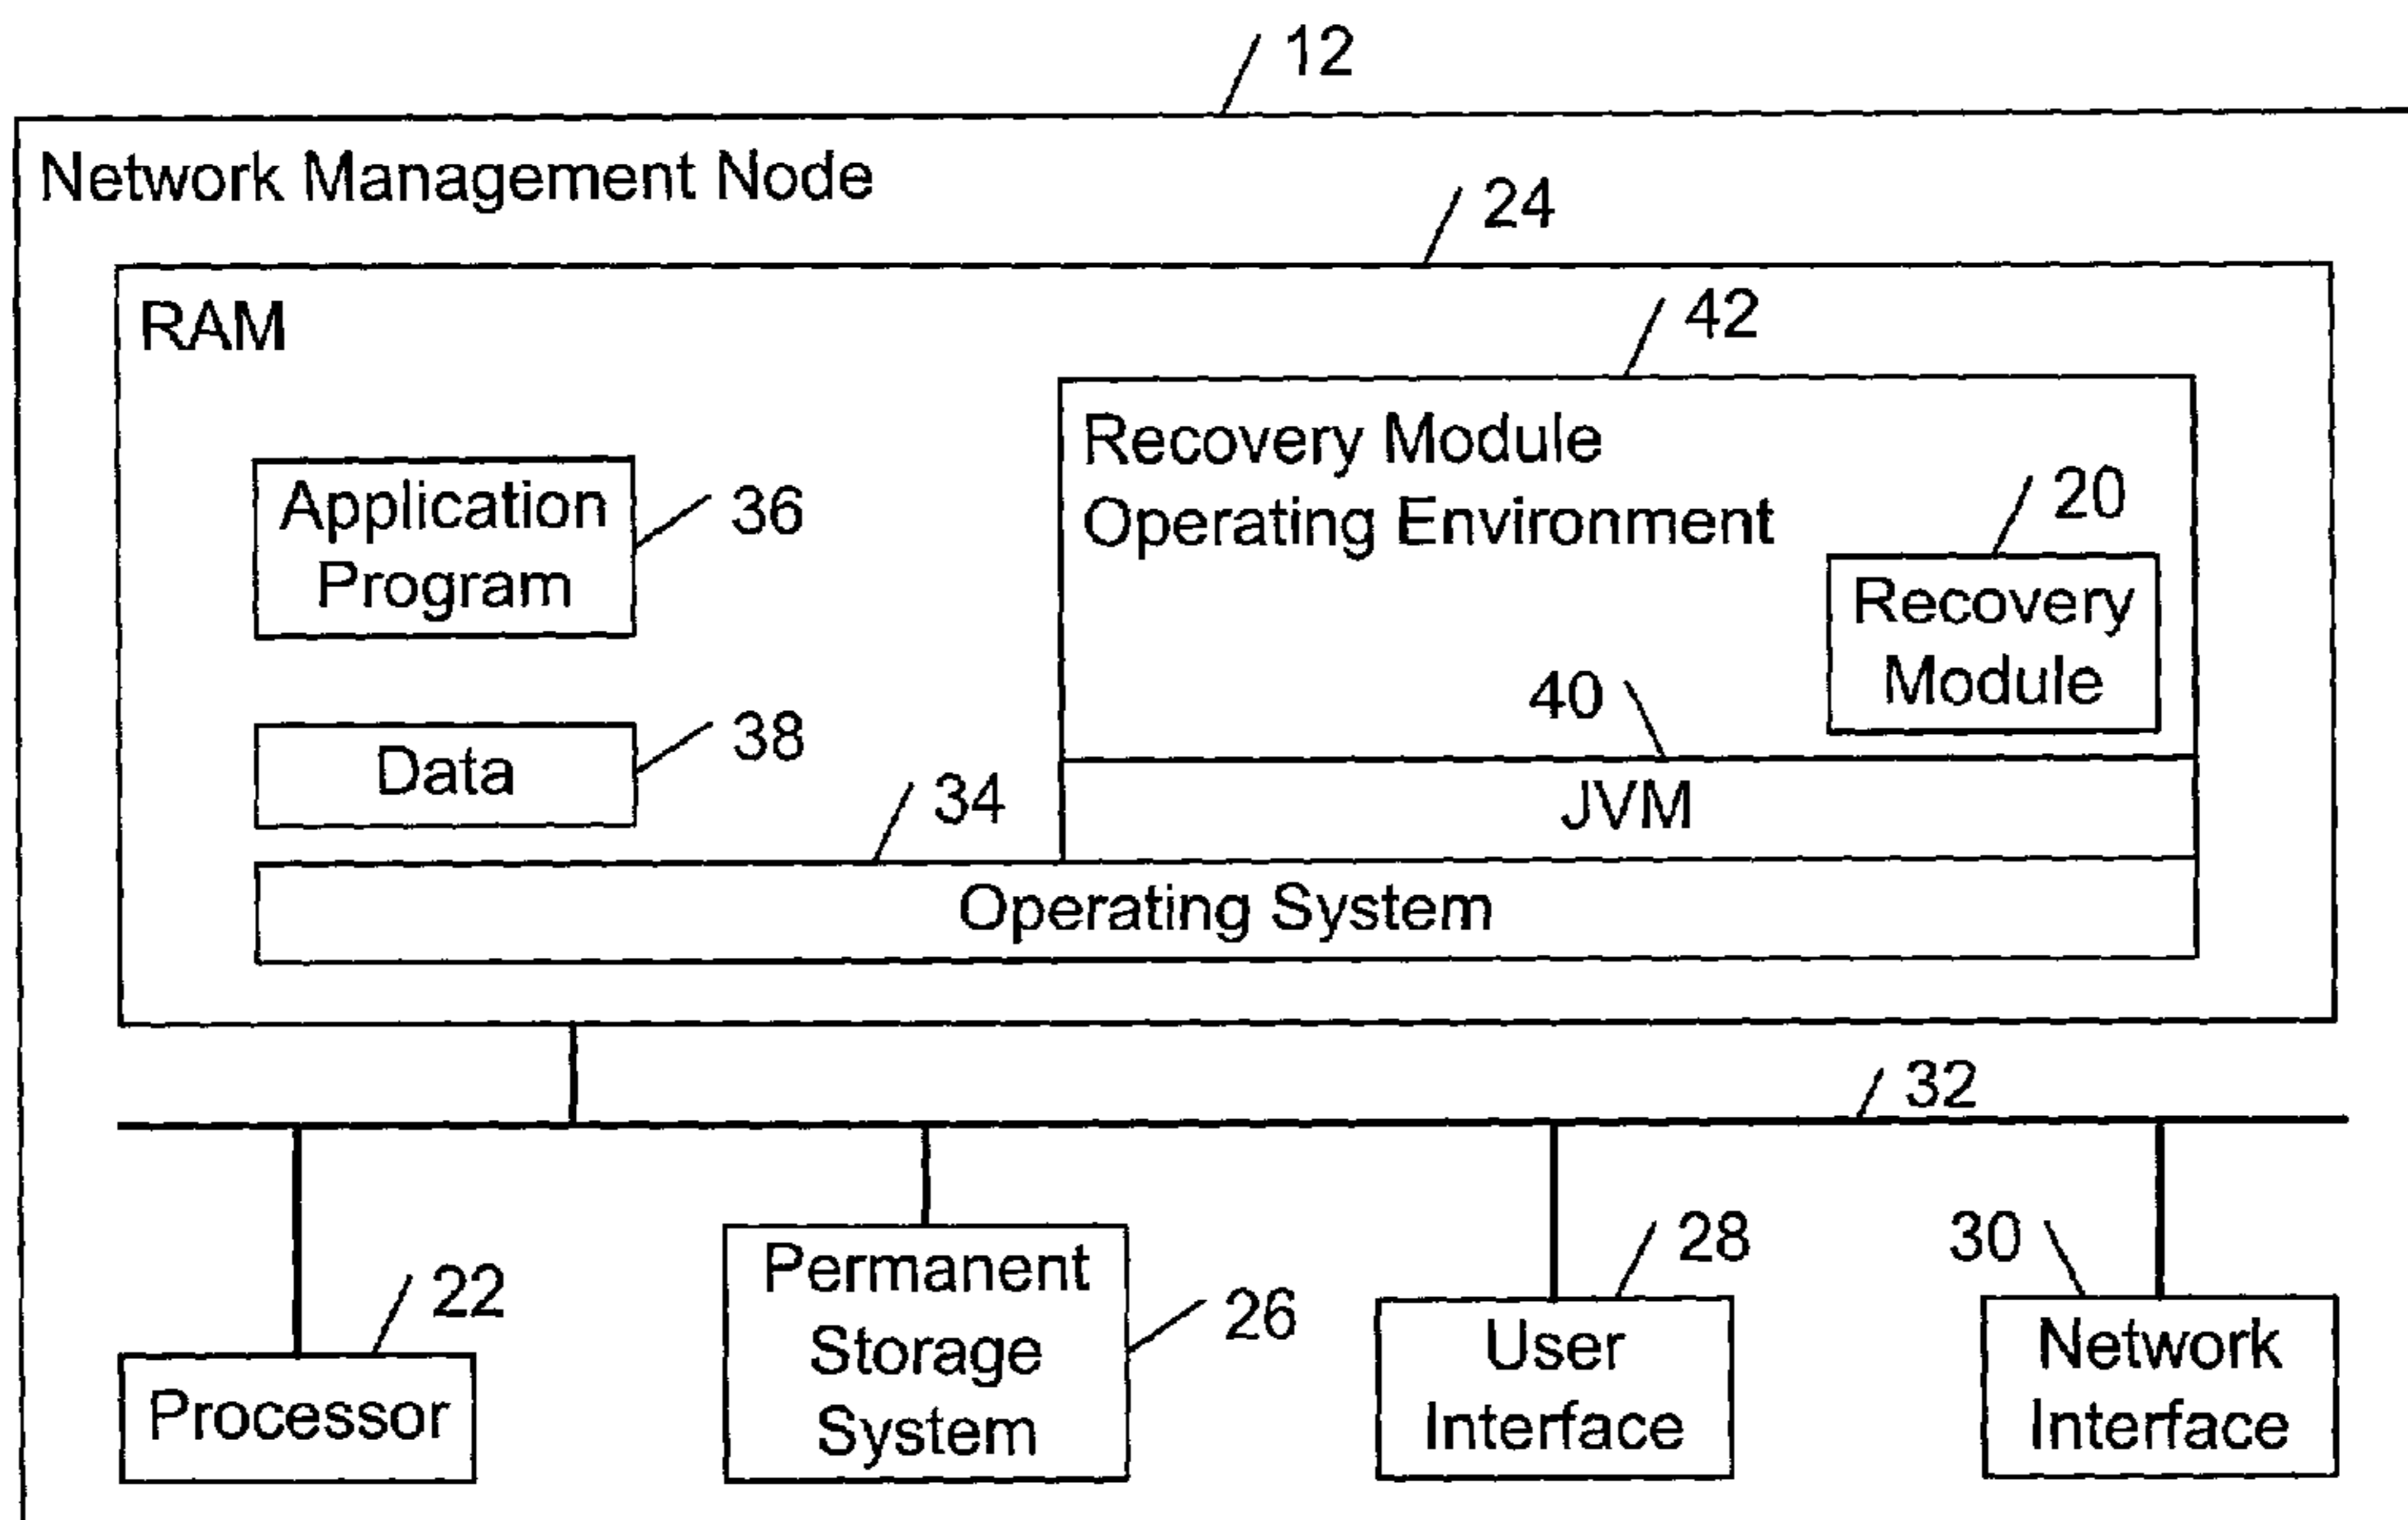 12
Network Management Node
24
RAM
42
Recovery Module
Operating Environment
20
Recovery
Module
Application
Program
36
40
Data
38
34
JVM
Operating System
32
22
Processor
Permanent
Storage
System
26
28
User
Interface
30
Network
Interface